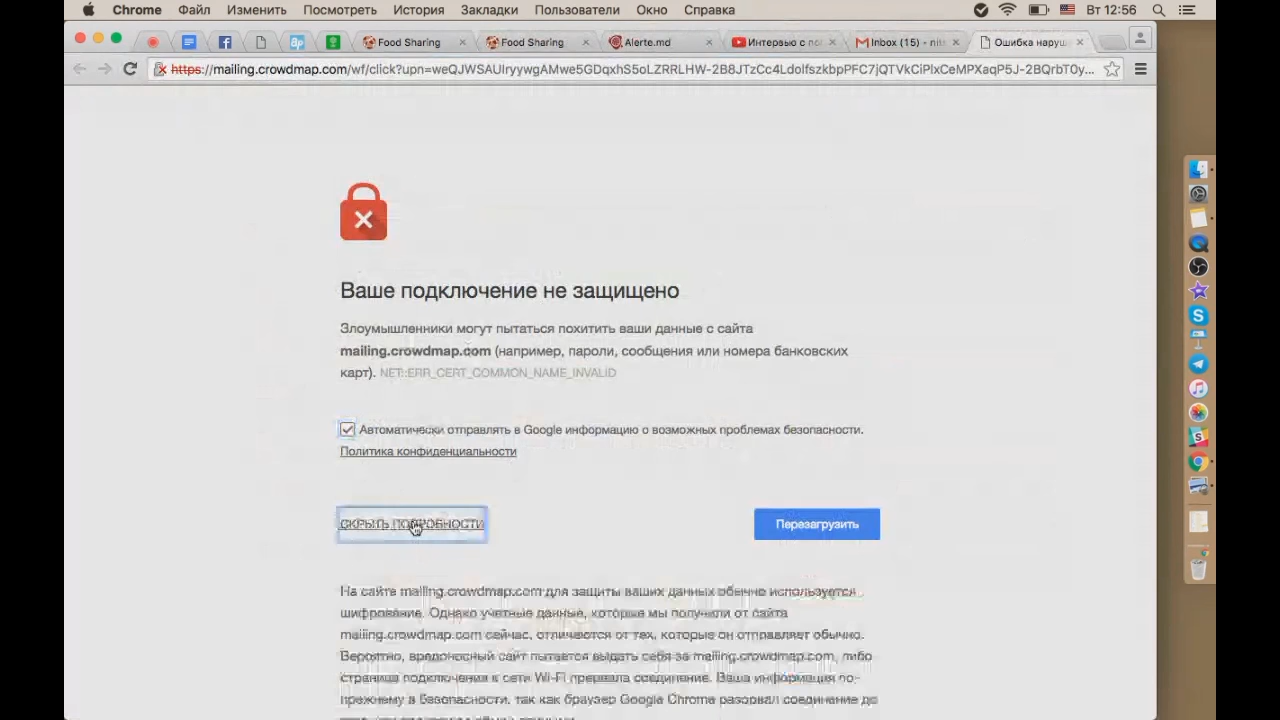 Chrome Файл Изменить Посмотреть История Закладки Пользователи Окно Справка Вт 12:56
Food Sharing Food Sharing Alerte.md Интервью с по Inbox (15) - nits Ошибка наруш
https://mailing.crowdmap.com/wf/click?
Ваше подключение не защищено
Злоумышленники могут пытаться похитить ваши данные с сайта
mailing.crowdmap.com (например, пароли, сообщения или номера банковских
карт). NET::ERR_CERT_COMMON_NAME_INVALID
Автоматически отправлять в Google информацию о возможных проблемах безопасности.
Политика конфиденциальности
СКРЫТЬ ПОДРОБНОСТИ
Перезагрузить
На сайте mailing.crowdmap.com для защиты ваших данных обычно используется
шифрование. Однако учетные данные, которые мы получили от сайта
mailing.crowdmap.com сейчас, отличаются от тех, которые он отправляет обычно.
Вероятно, вредоносный сайт пытается выдать себя за mailing.crowdmap.com, либо
страница подключения к сети Wi-Fi прервала соединение. Ваша информация по-
прежнему в безопасности, так как браузер Google Chrome разорвал соединение до